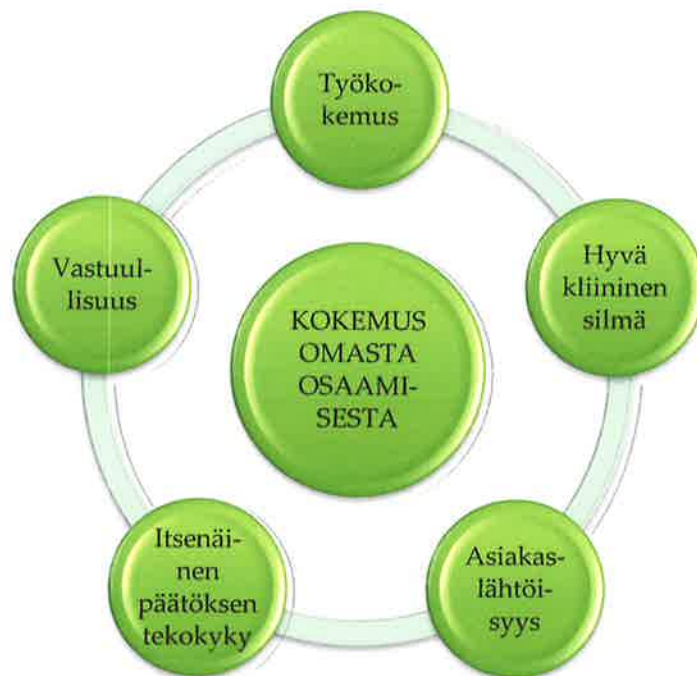 Työko-
kemus
Hyvä
kliininen
silmä
Vastuul-
lisuus
KOKEMUS
OMASTA
OSAAMI-
SESTA
Itsenäi-
nen
päätöksen
tekokyky
Asiakas-
lähtöi-
syys